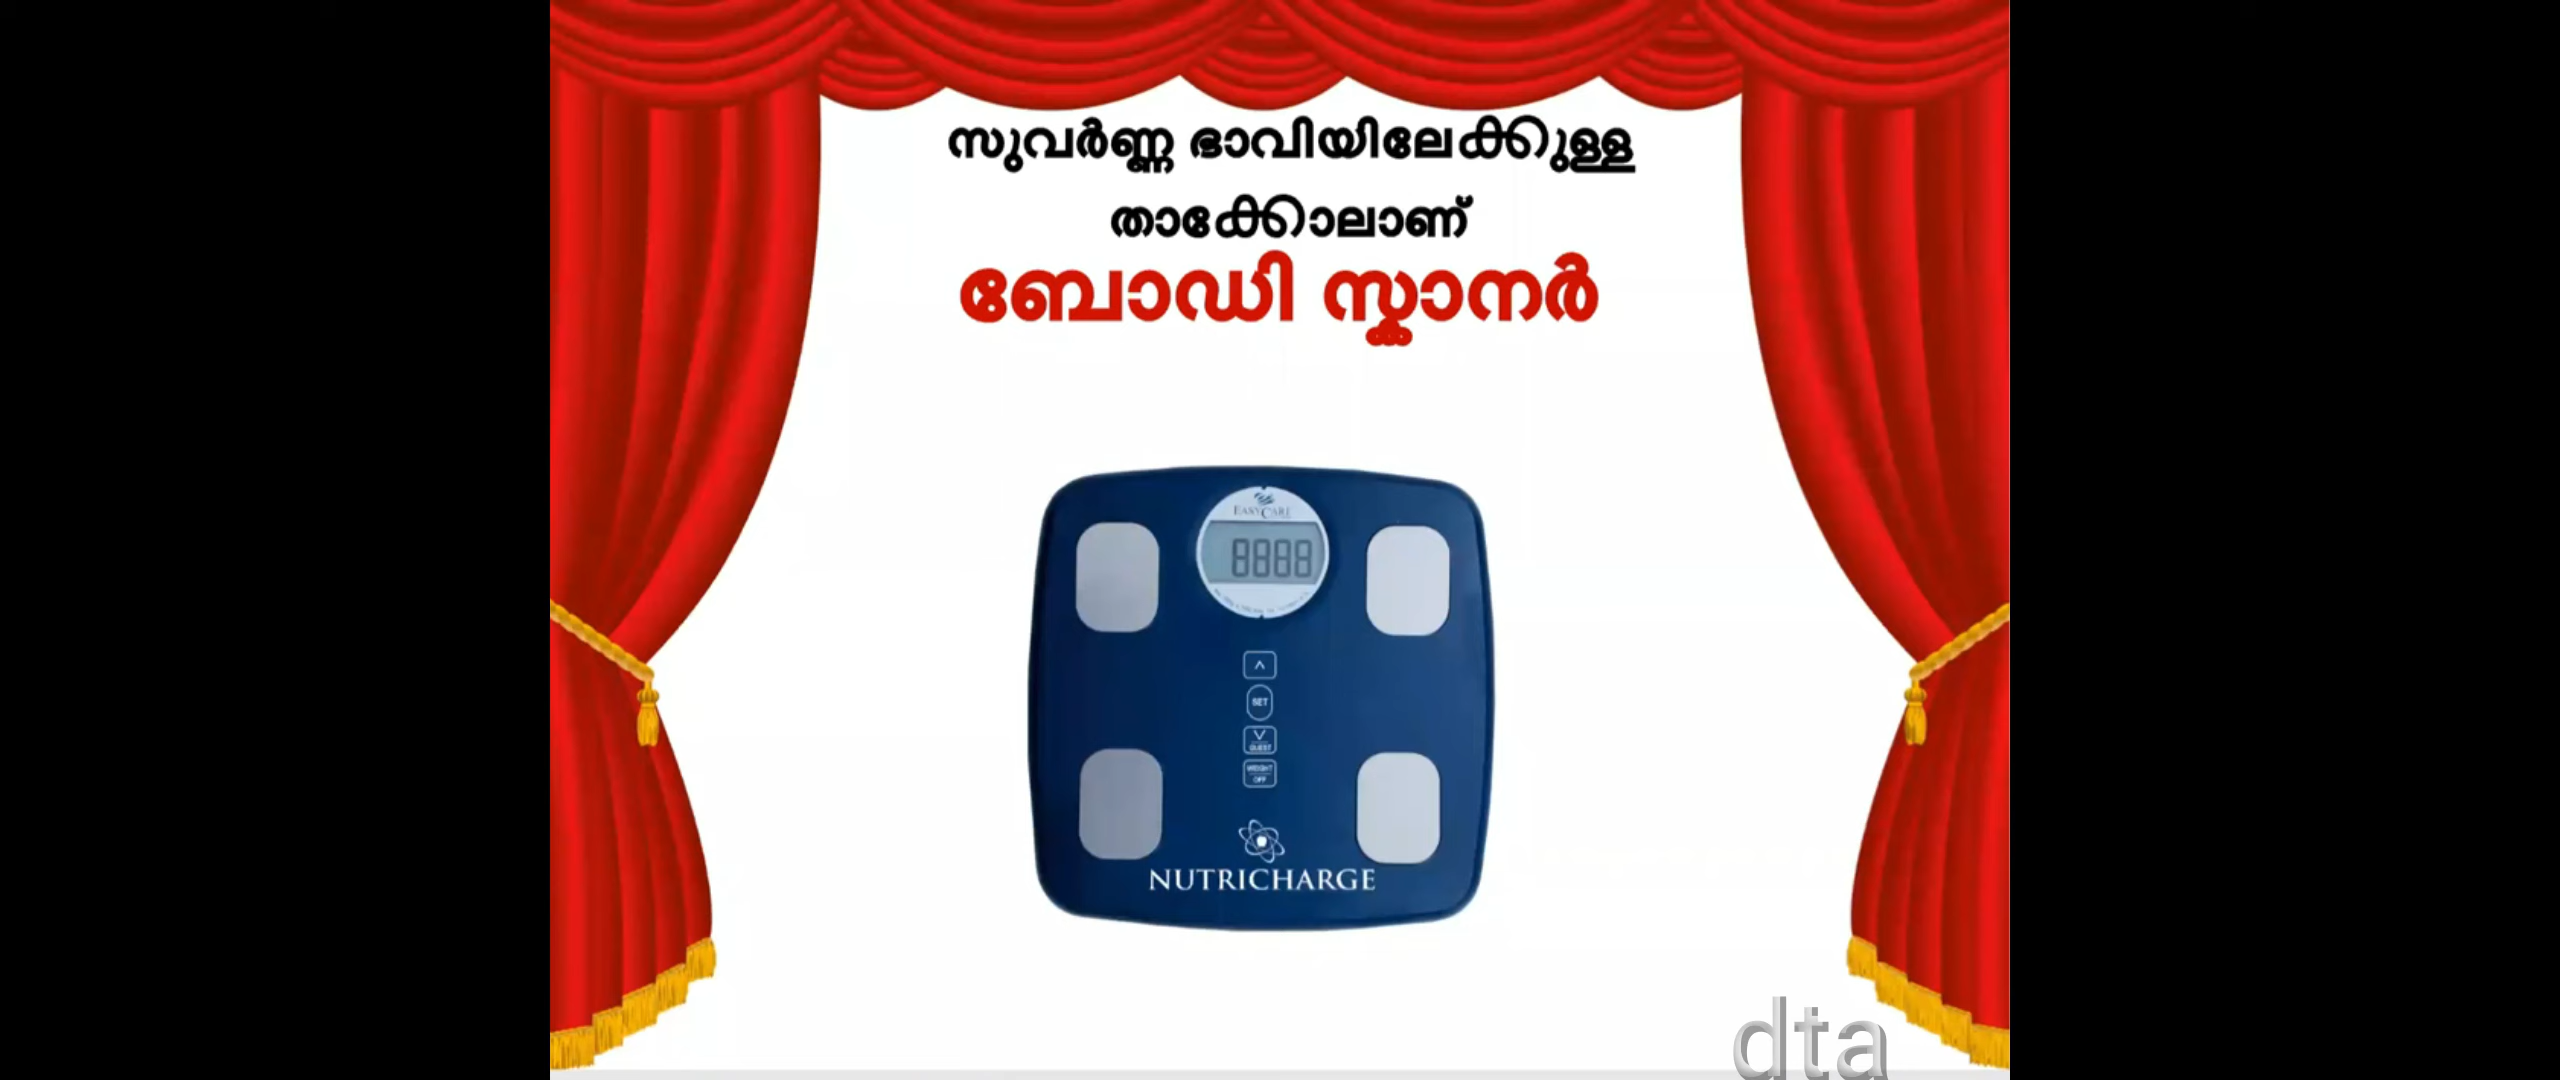 സുവർണ്ണ ഭാവിയിലേക്കുള്ള
താക്കോലാണ്
ബോഡി സ്കാനർ
EASYCARE
8888
^
SET
GUEST
WEIGHT
OFF
NUTRICHARGE
dta